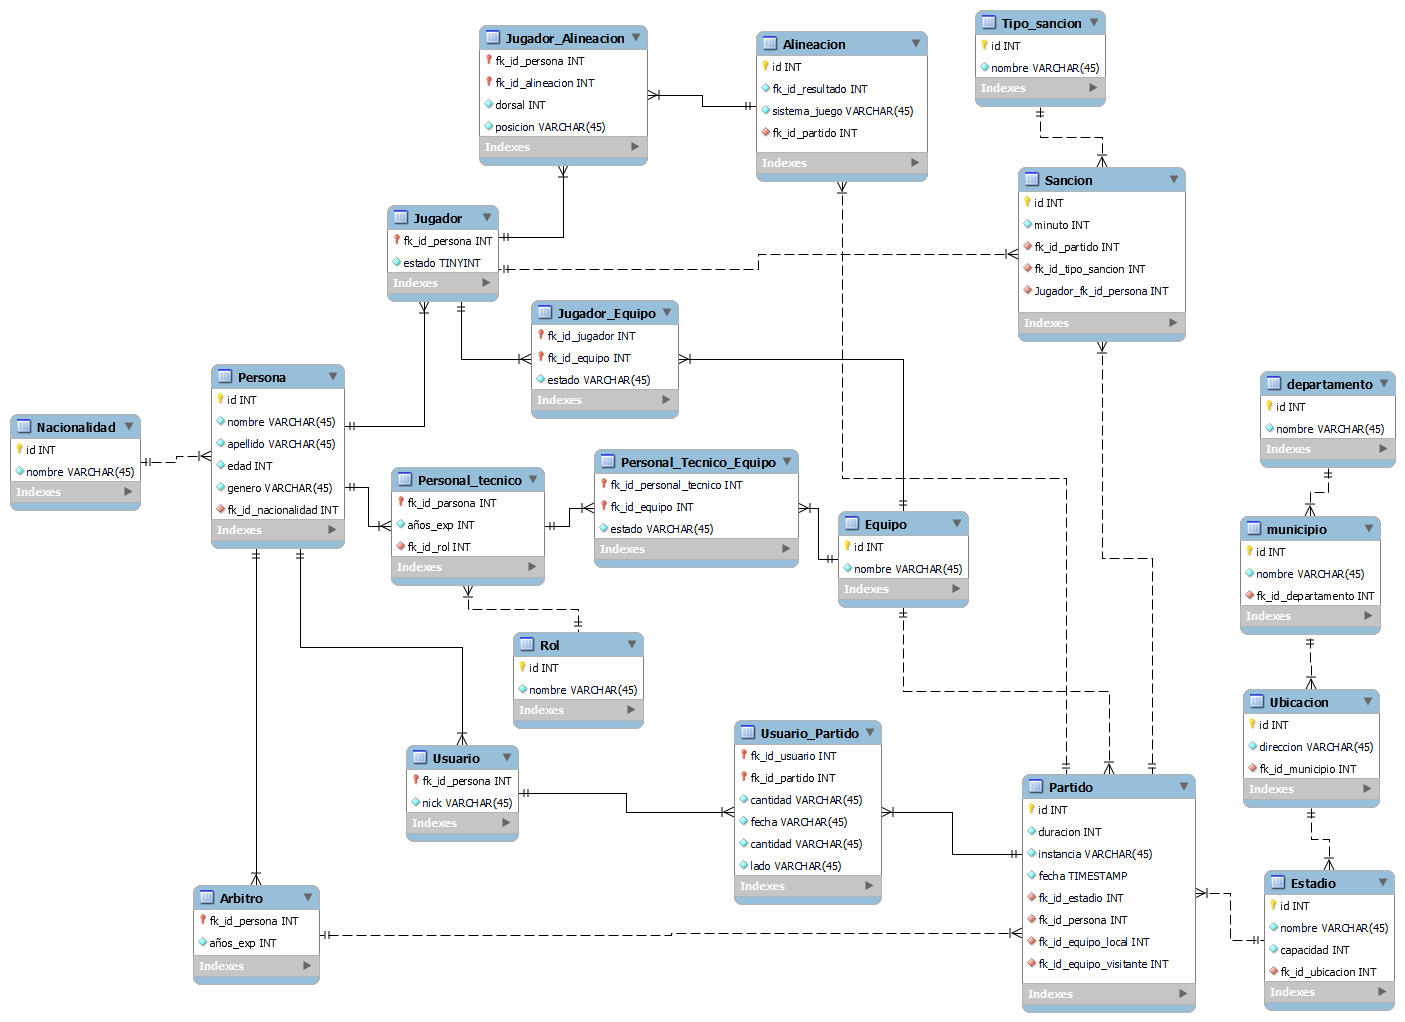 Jugador_Alineacion
fk_id_persona INT
fk_id_alineacion INT
dorsal INT
posicion VARCHAR(45)
Indexes
Alineacion
id INT
fk_id_resultado INT
sistema_juego VARCHAR(45)
fk_id_partido INT
Indexes
Tipo_sancion
id INT
nombre VARCHAR(45)
Indexes
Sancion
id INT
minuto INT
fk_id_partido INT
fk_id_tipo_sancion INT
Jugador_fk_id_persona INT
Indexes
Jugador
fk_id_persona INT
estado TINYINT
Indexes
Jugador_Equipo
fk_id_jugador INT
fk_id_equipo INT
estado VARCHAR(45)
Indexes
Persona
id INT
nombre VARCHAR(45)
apellido VARCHAR(45)
edad INT
genero VARCHAR(45)
fk_id_nacionalidad INT
Indexes
Nacionalidad
id INT
nombre VARCHAR(45)
Indexes
departamento
id INT
nombre VARCHAR(45)
Indexes
Personal_tecnico
fk_id_parsona INT
años_exp INT
fk_id_rol INT
Indexes
Personal_Tecnico_Equipo
fk_id_personal_tecnico INT
fk_id_equipo INT
estado VARCHAR(45)
Indexes
Equipo
id INT
nombre VARCHAR(45)
Indexes
municipio
id INT
nombre VARCHAR(45)
fk_id_departamento INT
Indexes
Rol
id INT
nombre VARCHAR(45)
Indexes
Ubicacion
id INT
direccion VARCHAR(45)
fk_id_municipio INT
Indexes
Usuario
fk_id_persona INT
nick VARCHAR(45)
Indexes
Usuario_Partido
fk_id_usuario INT
fk_id_partido INT
cantidad VARCHAR(45)
fecha VARCHAR(45)
cantidad VARCHAR(45)
lado VARCHAR(45)
Indexes
Partido
id INT
duracion INT
instancia VARCHAR(45)
fecha TIMESTAMP
fk_id_estadio INT
fk_id_persona INT
fk_id_equipo_local INT
fk_id_equipo_visitante INT
Indexes
Estadio
id INT
nombre VARCHAR(45)
capacidad INT
fk_id_ubicacion INT
Indexes
Arbitro
fk_id_persona INT
años_exp INT
Indexes